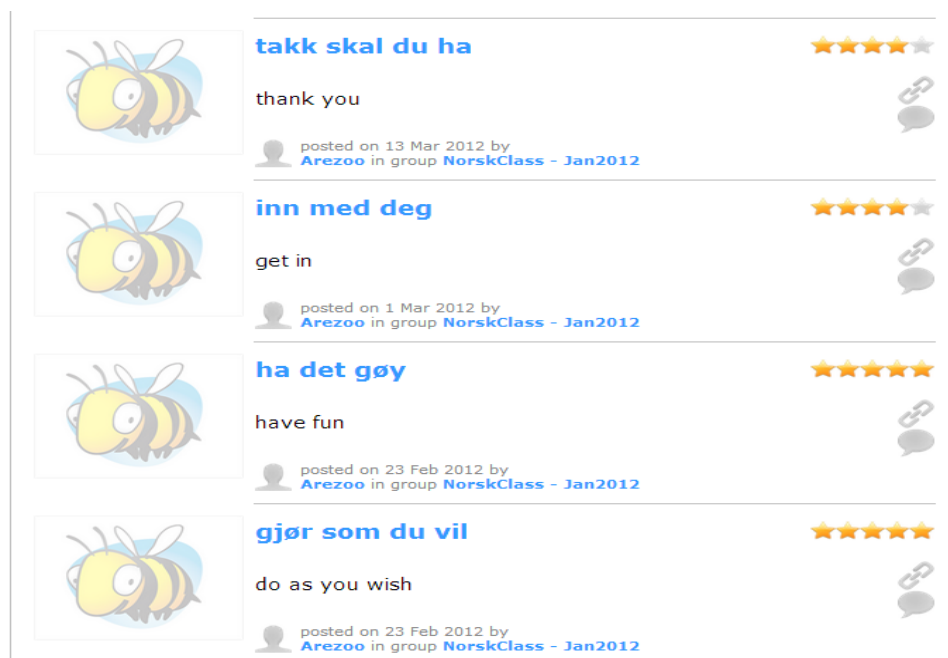 takk skal du ha
thank you
posted on 13 Mar 2012 by
Arezoo in group NorskClass - Jan2012
inn med deg
get in
posted on 1 Mar 2012 by
Arezoo in group NorskClass - Jan2012
ha det gøy
have fun
posted on 23 Feb 2012 by
Arezoo in group NorskClass - Jan2012
gjør som du vil
do as you wish
posted on 23 Feb 2012 by
Arezoo in group NorskClass - Jan2012